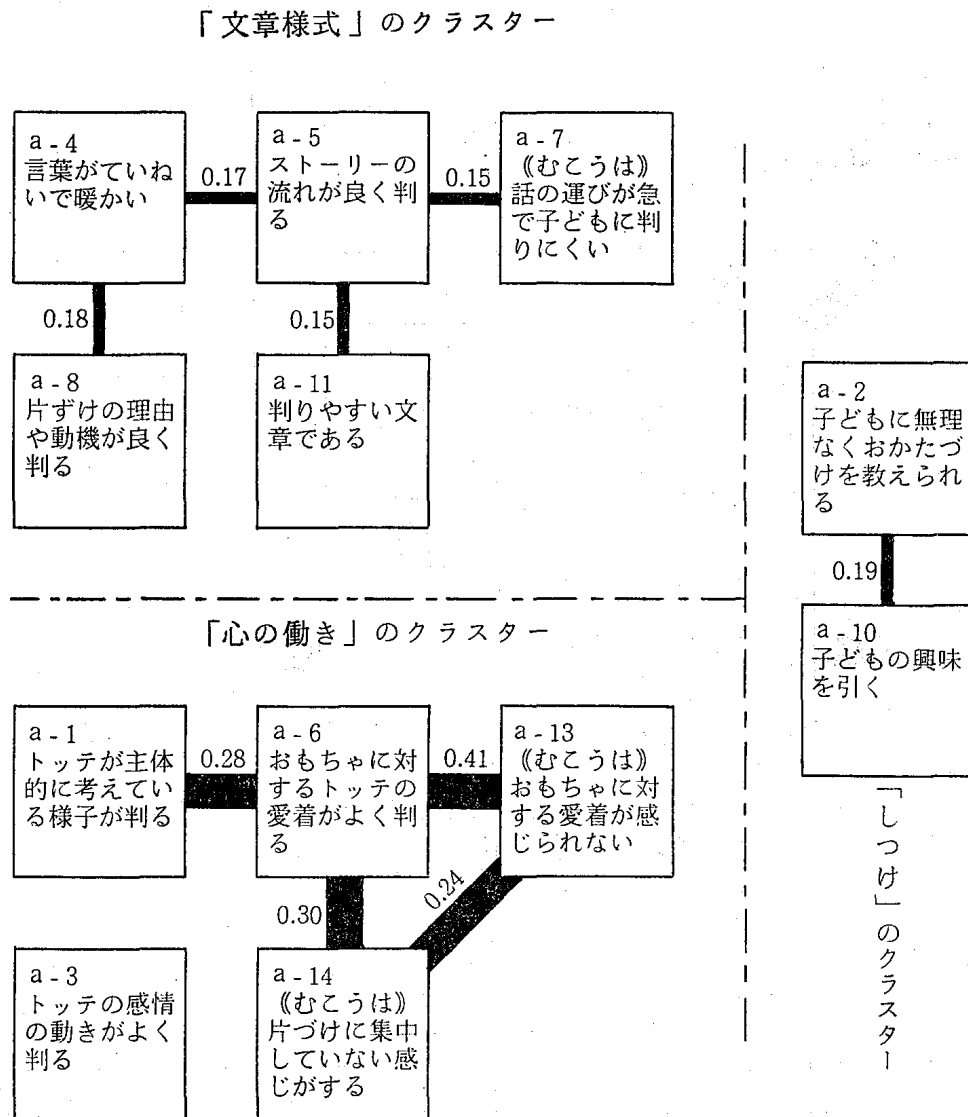 「文章様式」のクラスター
a-4
言葉がていね
いで暖かい
0.17
a-5
ストーリーの
流れが良く判
る
0.15
a-7
《むこうは》
話の運びが急
で子どもに判
りにくい
0.18
0.15
a-8
片ずけの理由
や動機が良く
判る
a-11
判りやすい文
章である
a-2
子どもに無理
なくおかたづ
けを教えられ
る
0.19
a-10
子どもの興味
を引く
「しつけ」のクラスター
「心の働き」のクラスター
a-1
トッテが主体
的に考えてい
る様子が判る
0.28
a-6
おもちゃに対
するトッテの
愛着がよく判
る
0.41
a-13
《むこうは》
おもちゃに対
する愛着が感
じられない
0.30
0.24
a-3
トッテの感情
の動きがよく
判る
a-14
《むこうは》
片づけに集中
していない感
じがする